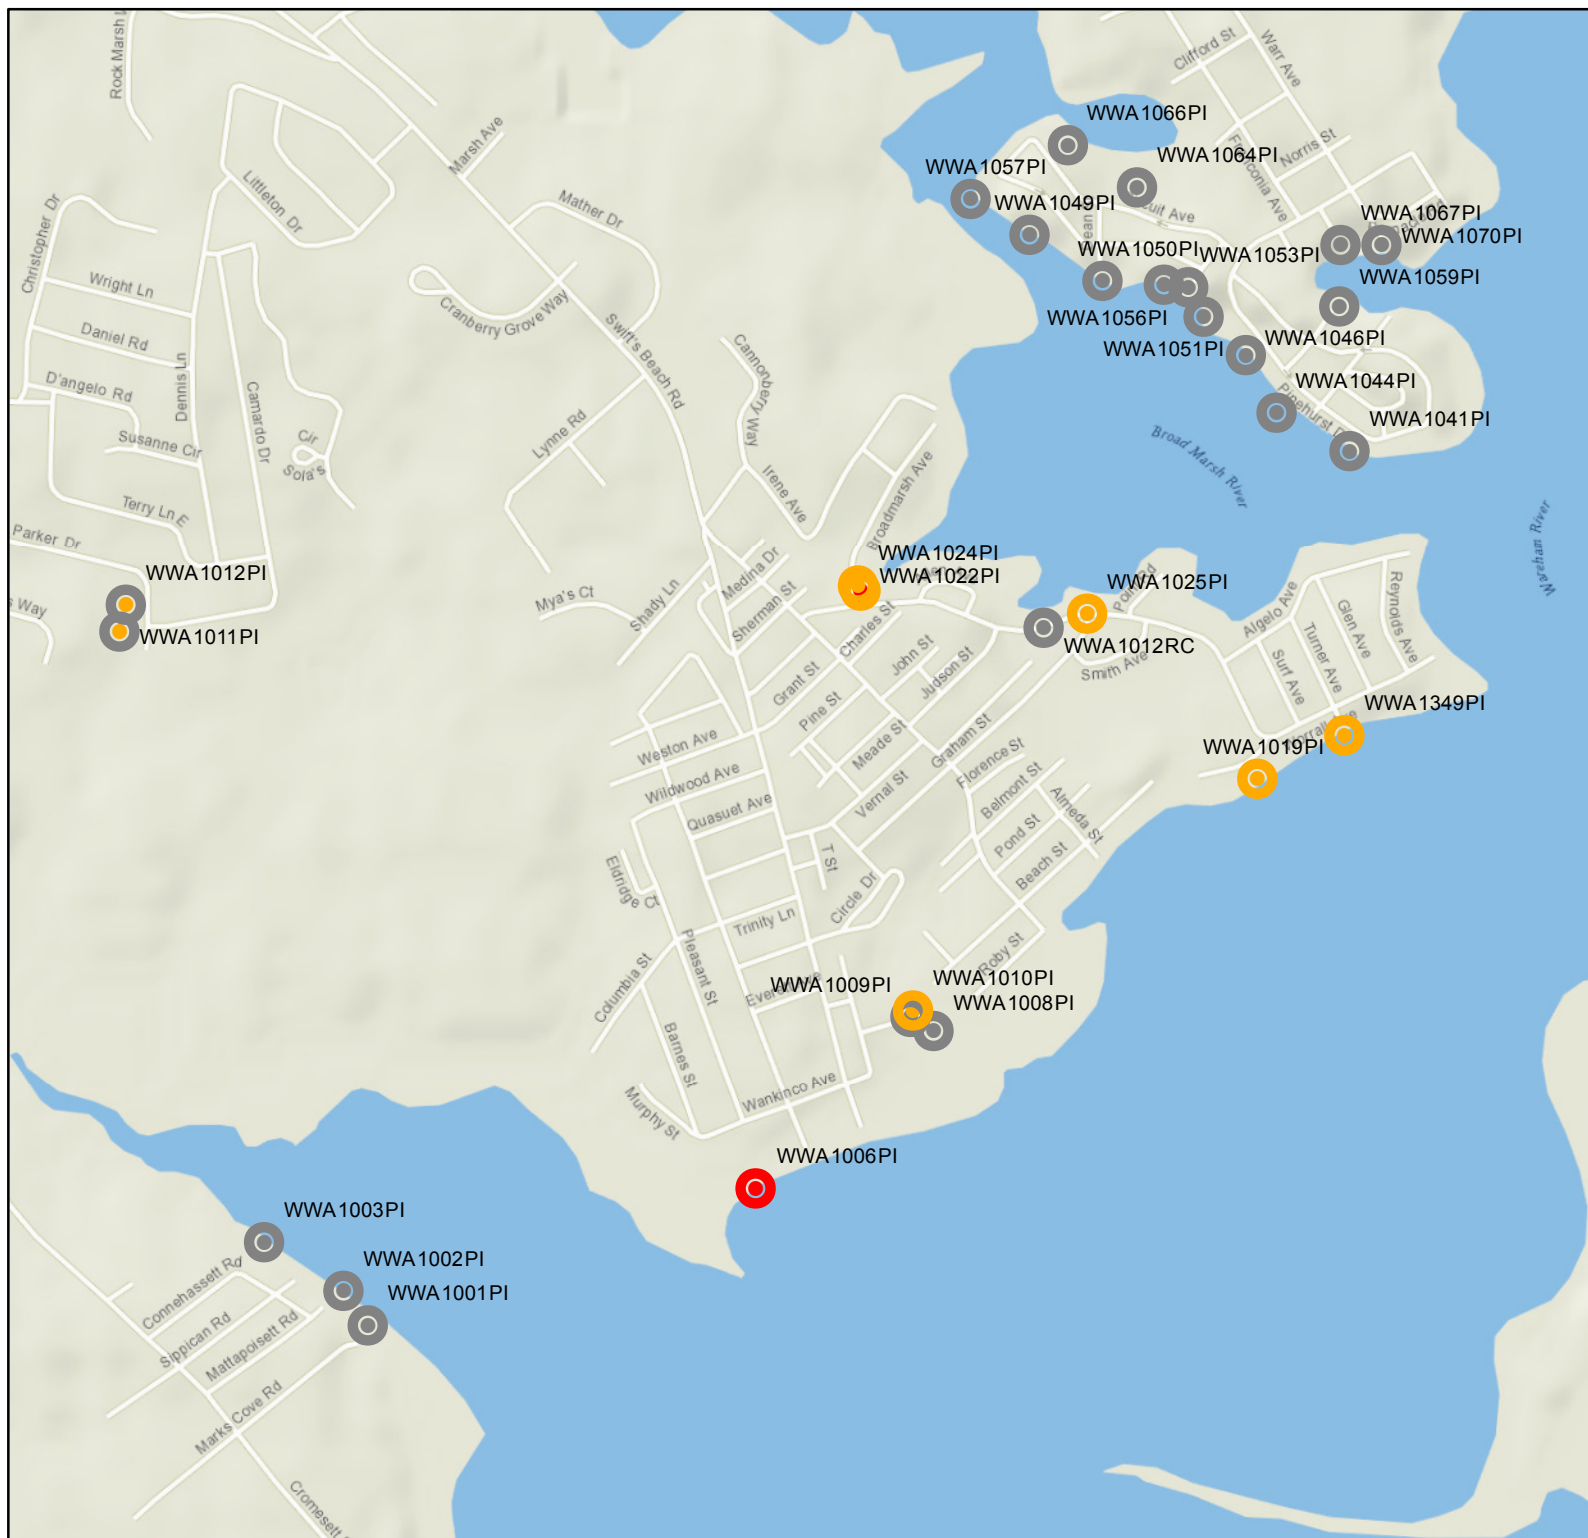 Rock Marsh
Clifford St
Warr Ave
Marsh Ave
WWA1066PI
Norris St
WWA1064PI
Franconia Ave
WWA1057PI
Littleton Dr
Mather Dr
WWA1049PI
WWA1067PI
Christopher Dr
WWA1070PI
WWA1050PI
WWA1053PI
WWA1059PI
Wright Ln
Cranberry Grove Way
WWA1056PI
Daniel Rd
Swift's Beach Rd
WWA1046PI
WWA1051PI
D'angelo Rd
Dennis Ln
Camardo Dr
Cannonberry Way
WWA1044PI
Pinehurst D
Lynne Rd
WWA1041PI
Susanne Cir
Cir
Sola's
Broad Marsh River
Irene Ave
Broadmarsh Ave
Terry Ln E
Wareham River
Parker Dr
WWA1024PI
WWA1012PI
WWA1022PI
Medina Dr
WWA1025PI
s Way
Mya's Ct
Shady Ln
Sherman St
Charles St
Algelo Ave
Reynolds Ave
WWA1011PI
WWA1012RC
Glen Ave
Turner Ave
John St
Judson St
Smith Ave
Surf Ave
Grant St
Pine St
WWA1349PI
Weston Ave
Meade St
Graham St
WWA1019PI
Wildwood Ave
Florence St
Vernal St
Belmont St
Quasuet Ave
Almeda St
Pond St
T St
Beach St
Eldridge Ct
Circle Dr
Trinity Ln
Pleasant St
Roby St
Columbia St
WWA1010PI
WWA1009PI
WWA1008PI
Barnes St
Wankinco Ave
Murphy St
WWA1006PI
WWA1003PI
WWA1002PI
Connehassett Rd
WWA1001PI
Sippican Rd
Mattapoisett Rd
Marks Cove Rd
Cromesett